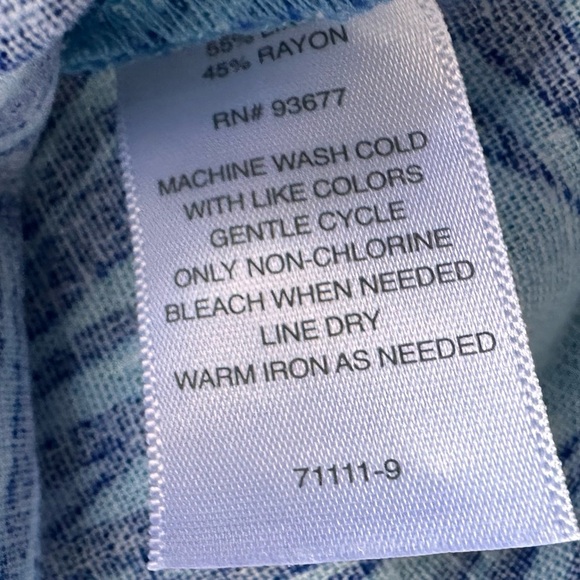 55%
45% RAYON
RN# 93677
MACHINE WASH COLD
WITH LIKE COLORS
GENTLE CYCLE
ONLY NON-CHLORINE
BLEACH WHEN NEEDED
LINE DRY
WARM IRON AS NEEDED
71111-9